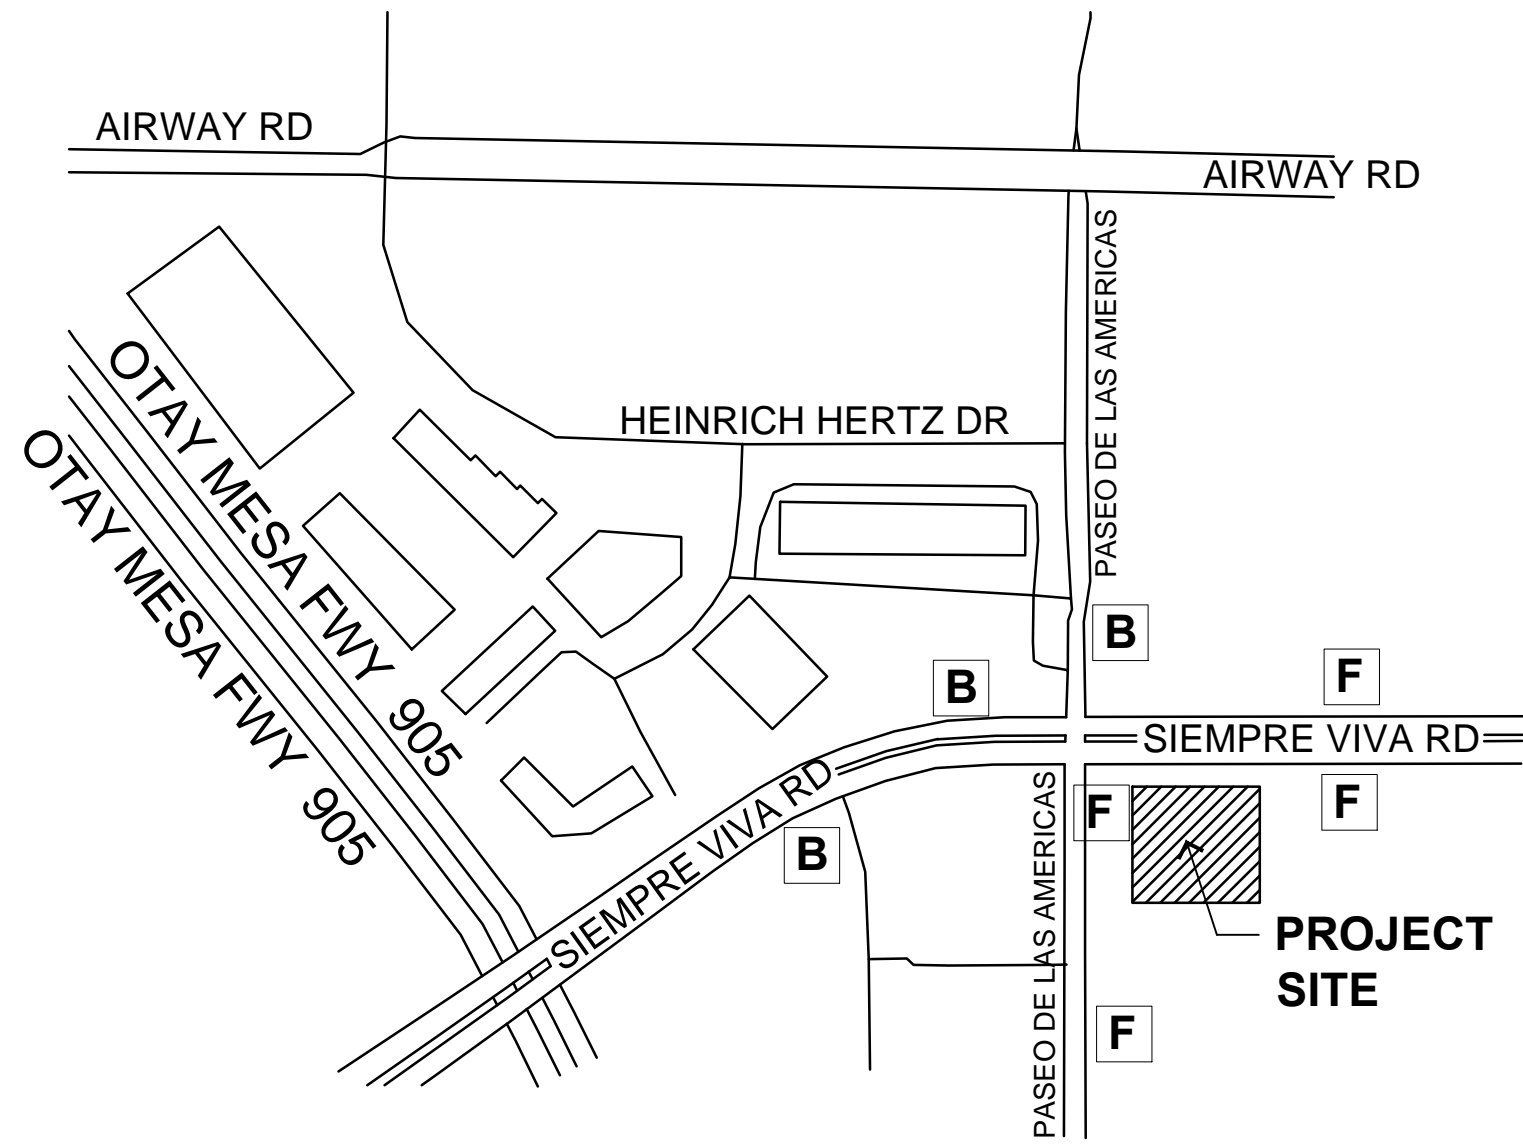 AIRWAY RD
AIRWAY RD
PASEO DE LAS AMERICAS
OTAY MESA FWY 905
OTAY MESA FWY 905
HEINRICH HERTZ DR
B
B
F
SIEMPRE VIVA RD
SIEMPRE VIVA RD
F
F
B
PASEO DE LAS AMERICAS
PROJECT
SITE
F